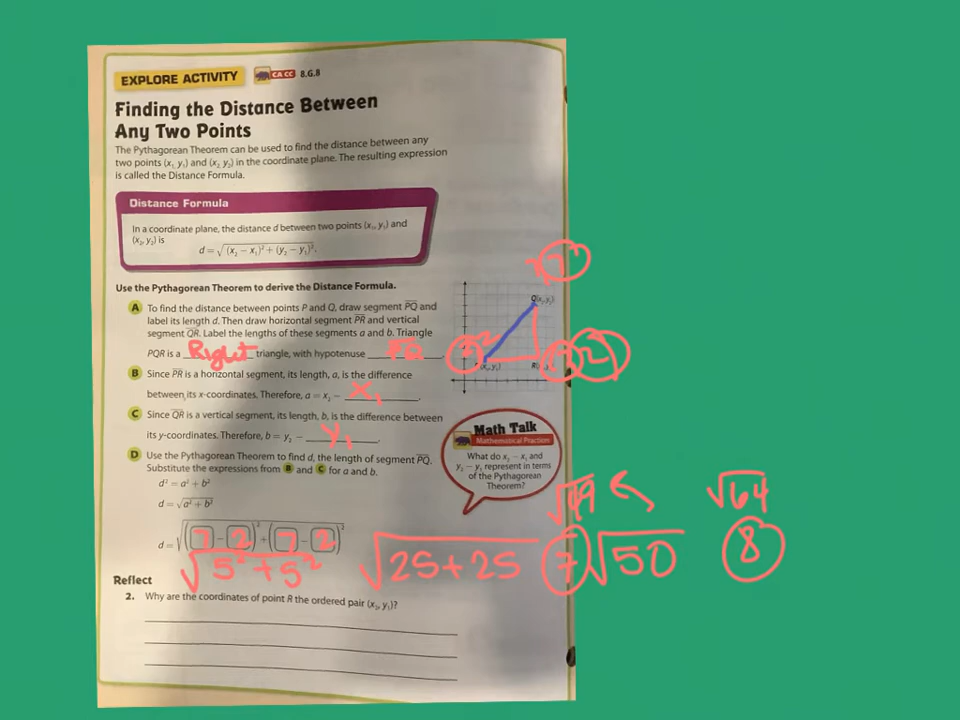 EXPLORE ACTIVITY CA CC 8.G.8
Finding the Distance Between
Any Two Points
The Pythagorean Theorem can be used to find the distance between any
two points (x₁, y₁) and (x₂, y₂) in the coordinate plane. The resulting expression
is called the Distance Formula.
Distance Formula
In a coordinate plane, the distance d between two points (x₁, y₁) and
(x₂, y₂) is
d = √(x₂ − x₁)² + (y₂ − y₁)².
Use the Pythagorean Theorem to derive the Distance Formula.
A To find the distance between points P and Q, draw segment PQ and
label its length d. Then draw horizontal segment PR and vertical
segment QR. Label the lengths of these segments a and b. Triangle
PQR is a Right triangle, with hypotenuse PQ.
B Since PR is a horizontal segment, its length, a, is the difference
between its x-coordinates. Therefore, a = x₂ − x₁.
C Since QR is a vertical segment, its length, b, is the difference between
its y-coordinates. Therefore, b = y₂ − y₁.
D Use the Pythagorean Theorem to find d, the length of segment PQ.
Substitute the expressions from B and C for a and b.
d² = a² + b²
d = √a² + b²
d = √(7 − 2)² + (7 − 2)²
√5² + 5² √25+25 7 √50 8
√49 √64
Math Talk
Mathematical Practice
What do x₂ − x₁ and
y₂ − y₁ represent in terms
of the Pythagorean
Theorem?
Reflect
2. Why are the coordinates of point R the ordered pair (x₂, y₁)?